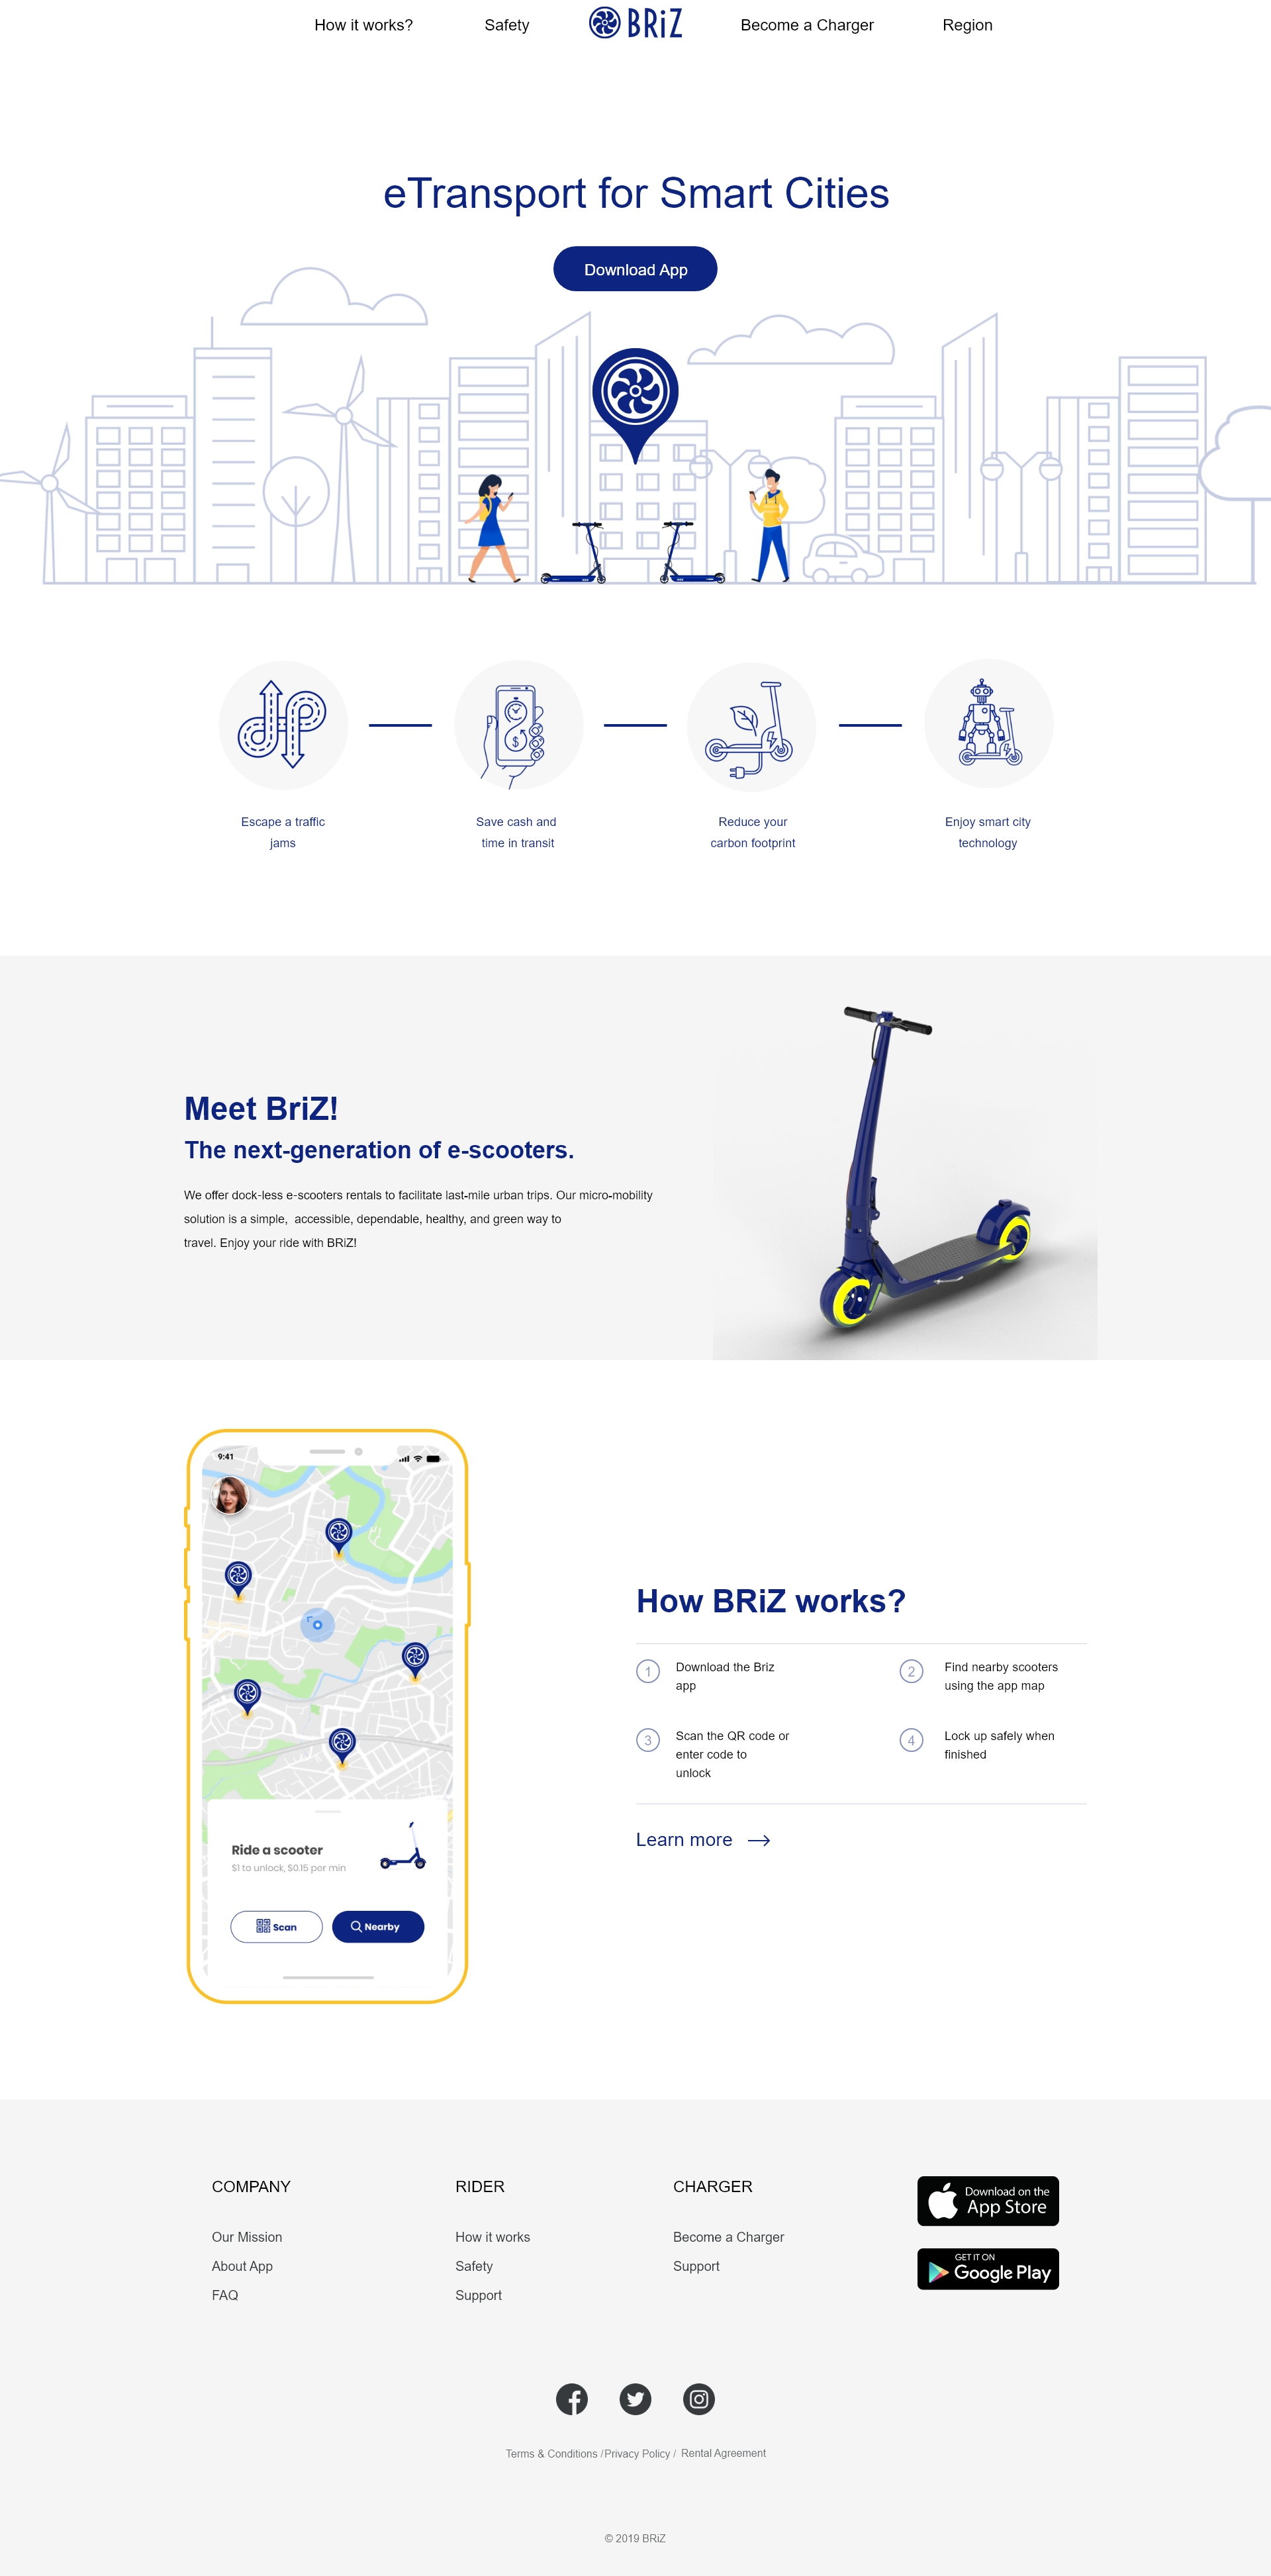 How it works?
Safety
BRiZ
Become a Charger
Region
eTransport for Smart Cities
Download App
Escape a traffic
jams
Save cash and
time in transit
Reduce your
carbon footprint
Enjoy smart city
technology
Meet BriZ!
The next-generation of e-scooters.
We offer dock-less e-scooters rentals to facilitate last-mile urban trips. Our micro-mobility
solution is a simple,  accessible, dependable, healthy, and green way to
travel. Enjoy your ride with BRiZ!
9:41
Ride a scooter
$1 to unlock, $0.15 per min
Scan
Nearby
How BRiZ works?
1
Download the Briz
app
2
Find nearby scooters
using the app map
3
Scan the QR code or
enter code to
unlock
4
Lock up safely when
finished
Learn more
COMPANY
Our Mission
About App
FAQ
RIDER
How it works
Safety
Support
CHARGER
Become a Charger
Support
Download on the
App Store
GET IT ON
Google Play
Terms & Conditions / Privacy Policy / Rental Agreement
© 2019 BRiZ